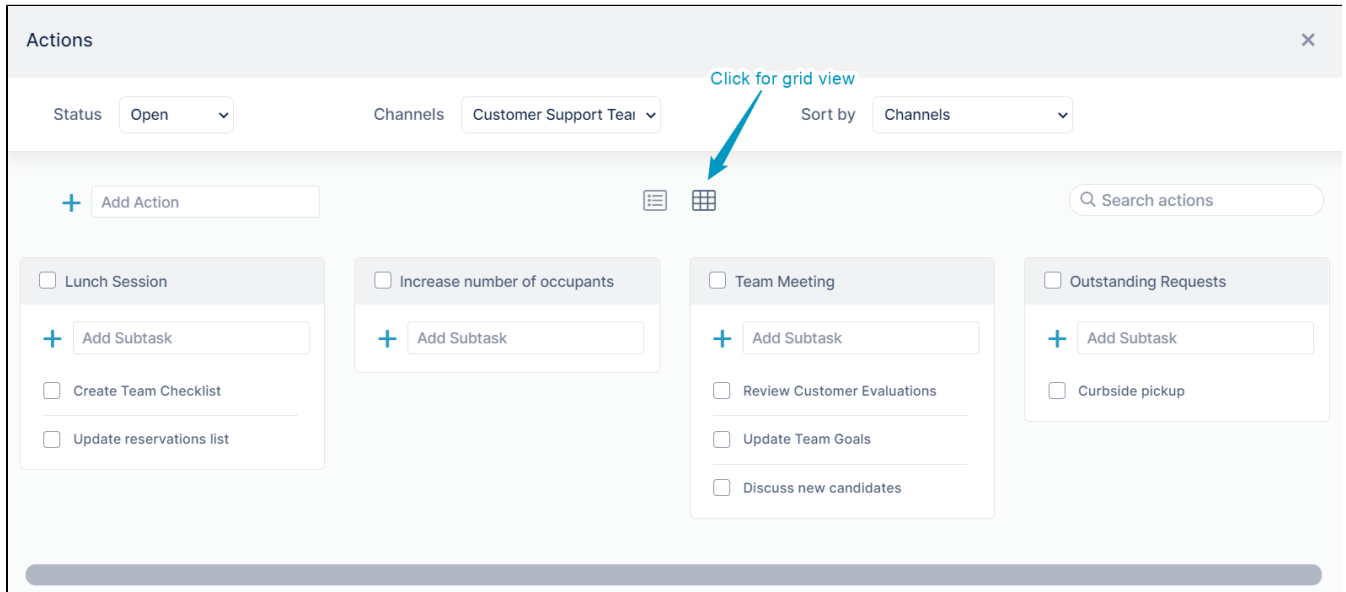 Actions
Click for grid view
Status Open Channels Customer Support Tea Sort by Channels
Add Action Search actions
Lunch Session Increase number of occupants Team Meeting Outstanding Requests
Add Subtask Add Subtask Add Subtask Add Subtask
Create Team Checklist Review Customer Evaluations Curbside pickup
Update reservations list Update Team Goals
Discuss new candidates